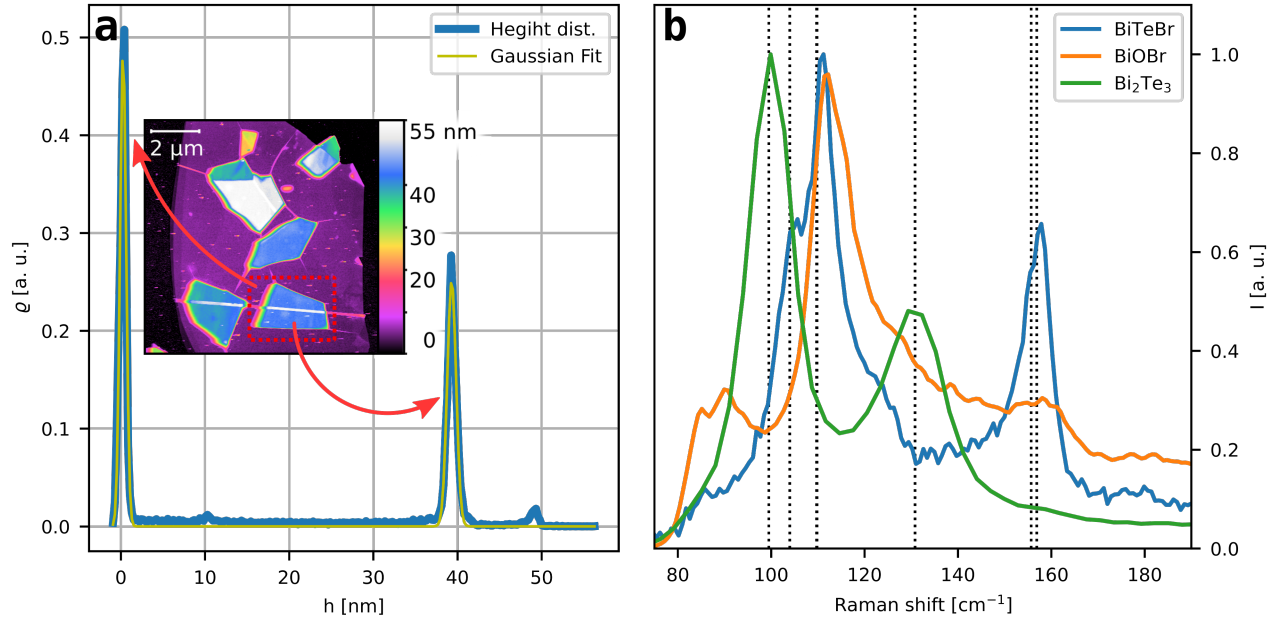 a
Hegiht dist.
Gaussian Fit
0.5
0.4
0.3
0.2
0.1
0.0
ϱ [a. u.]
2 μm
55 nm
40
30
20
0
0
10
20
30
40
50
h [nm]
b
BiTeBr
BiOBr
Bi₂Te₃
1.0
0.8
0.6
0.4
0.2
0.0
I [a. u.]
80
100
120
140
160
180
Raman shift [cm⁻¹]